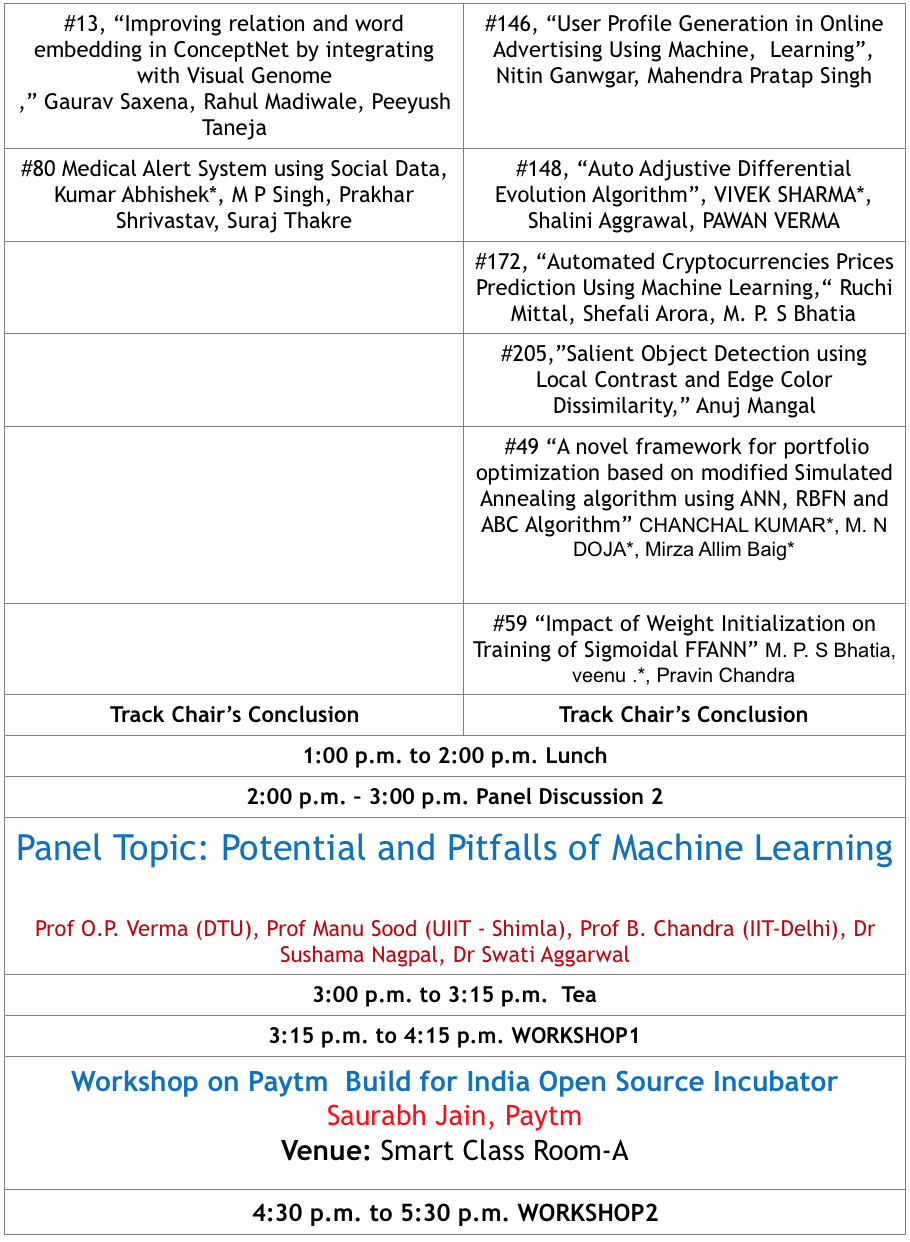 #13, “Improving relation and word
embedding in ConceptNet by integrating
with Visual Genome
,” Gaurav Saxena, Rahul Madiwale, Peeyush
Taneja
#146, “User Profile Generation in Online
Advertising Using Machine,  Learning”,
Nitin Ganwgar, Mahendra Pratap Singh
#80 Medical Alert System using Social Data,
Kumar Abhishek*, M P Singh, Prakhar
Shrivastav, Suraj Thakre
#148, “Auto Adjustive Differential
Evolution Algorithm”, VIVEK SHARMA*,
Shalini Aggrawal, PAWAN VERMA
#172, “Automated Cryptocurrencies Prices
Prediction Using Machine Learning,“ Ruchi
Mittal, Shefali Arora, M. P. S Bhatia
#205,”Salient Object Detection using
Local Contrast and Edge Color
Dissimilarity,” Anuj Mangal
#49 “A novel framework for portfolio
optimization based on modified Simulated
Annealing algorithm using ANN, RBFN and
ABC Algorithm” CHANCHAL KUMAR*, M. N
DOJA*, Mirza Allim Baig*
#59 “Impact of Weight Initialization on
Training of Sigmoidal FFANN” M. P. S Bhatia,
veenu .*, Pravin Chandra
Track Chair’s Conclusion
Track Chair’s Conclusion
1:00 p.m. to 2:00 p.m. Lunch
2:00 p.m. – 3:00 p.m. Panel Discussion 2
Panel Topic: Potential and Pitfalls of Machine Learning
Prof O.P. Verma (DTU), Prof Manu Sood (UIIT - Shimla), Prof B. Chandra (IIT-Delhi), Dr
Sushama Nagpal, Dr Swati Aggarwal
3:00 p.m. to 3:15 p.m.  Tea
3:15 p.m. to 4:15 p.m. WORKSHOP1
Workshop on Paytm  Build for India Open Source Incubator
Saurabh Jain, Paytm
Venue: Smart Class Room-A
4:30 p.m. to 5:30 p.m. WORKSHOP2